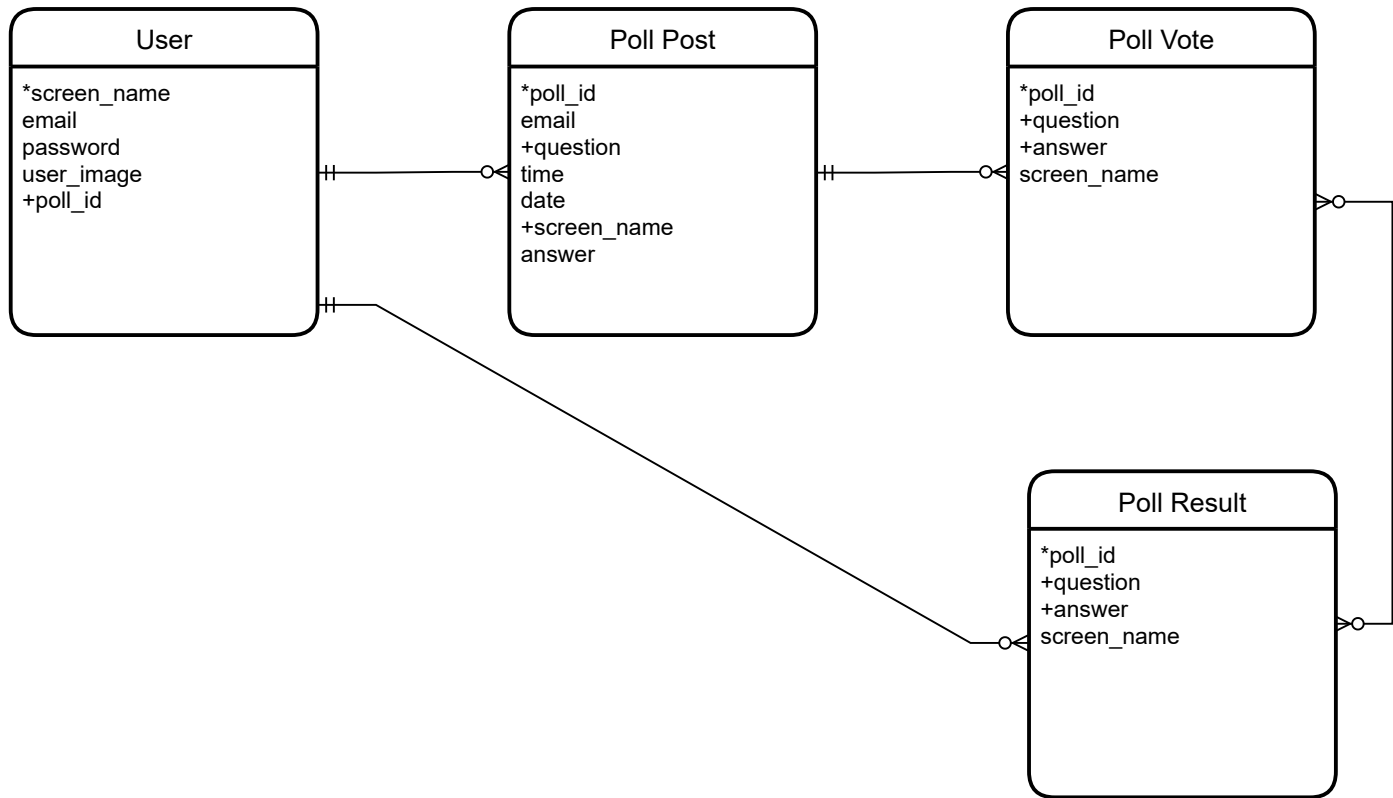 User
*screen_name
email
password
user_image
+poll_id
Poll Post
*poll_id
email
+question
time
date
+screen_name
answer
Poll Vote
*poll_id
+question
+answer
screen_name
Poll Result
*poll_id
+question
+answer
screen_name